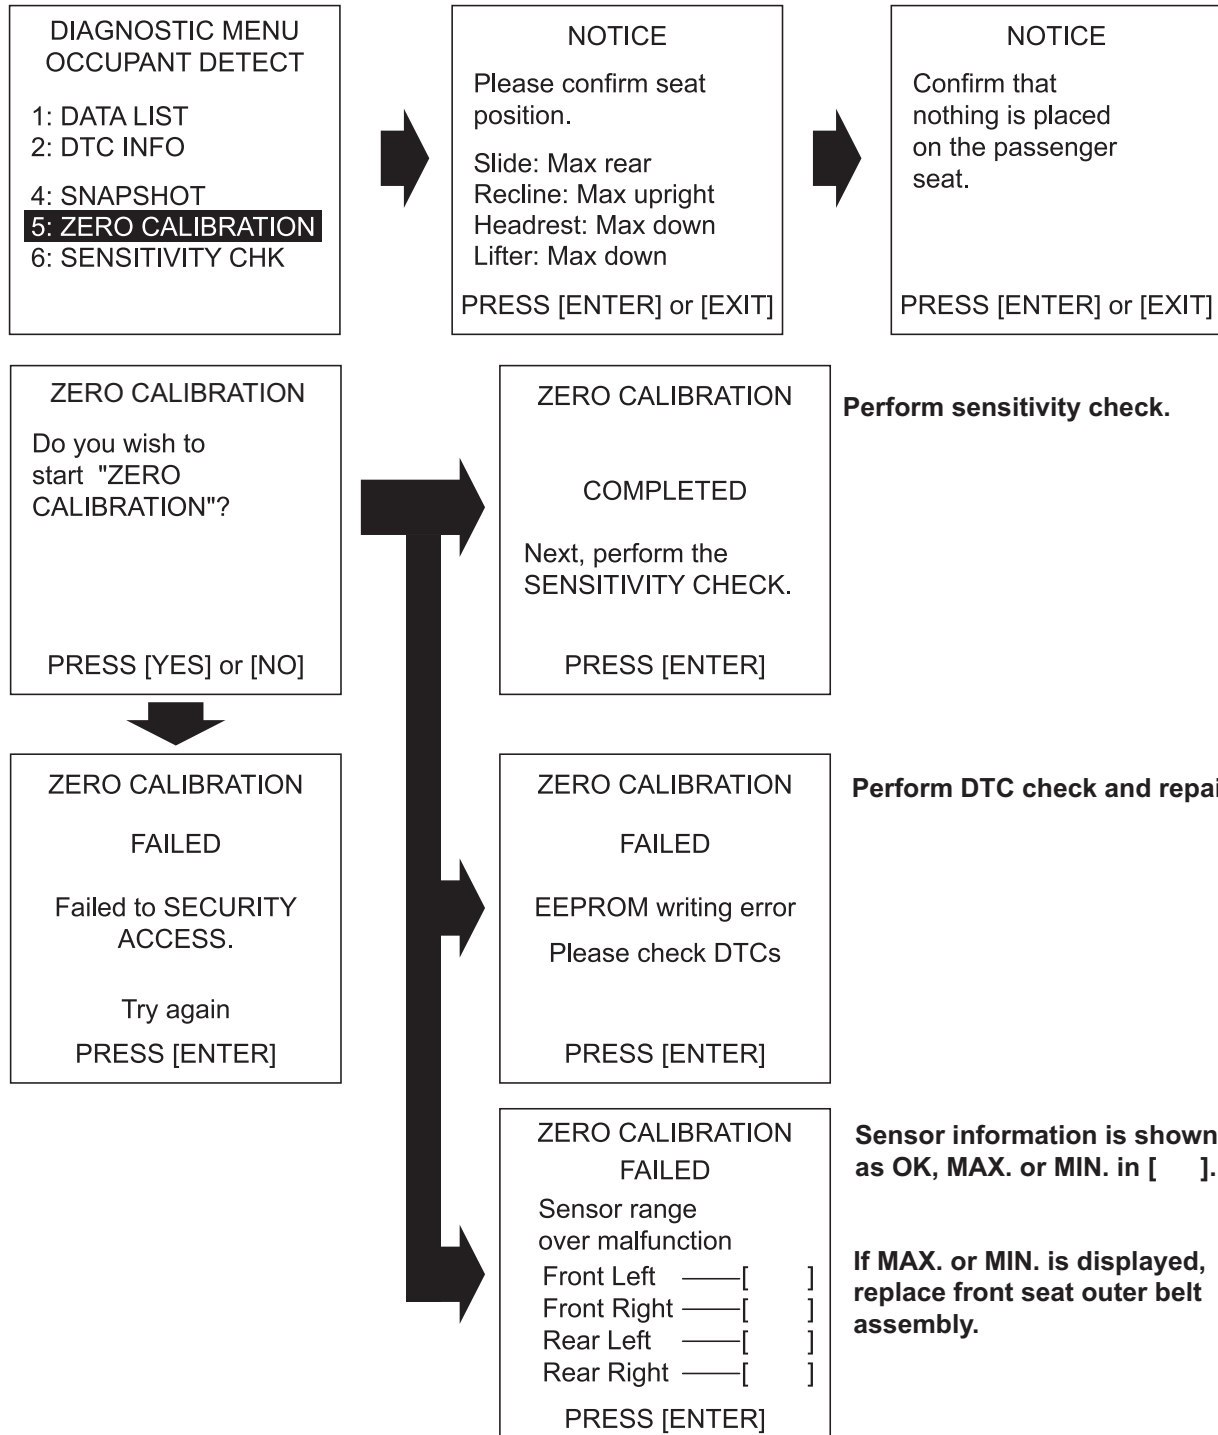 DIAGNOSTIC MENU
OCCUPANT DETECT
1: DATA LIST
2: DTC INFO
4: SNAPSHOT
5: ZERO CALIBRATION
6: SENSITIVITY CHK
NOTICE
Please confirm seat
position.
Slide: Max rear
Recline: Max upright
Headrest: Max down
Lifter: Max down
PRESS [ENTER] or [EXIT]
NOTICE
Confirm that
nothing is placed
on the passenger
seat.
PRESS [ENTER] or [EXIT]
ZERO CALIBRATION
Do you wish to
start "ZERO
CALIBRATION"?
PRESS [YES] or [NO]
ZERO CALIBRATION
COMPLETED
Next, perform the
SENSITIVITY CHECK.
PRESS [ENTER]
Perform sensitivity check.
ZERO CALIBRATION
FAILED
Failed to SECURITY
ACCESS.
Try again
PRESS [ENTER]
ZERO CALIBRATION
FAILED
EEPROM writing error
Please check DTCs
PRESS [ENTER]
Perform DTC check and repai
ZERO CALIBRATION
FAILED
Sensor range
over malfunction
Front Left ——[ ]
Front Right ——[ ]
Rear Left ——[ ]
Rear Right ——[ ]
PRESS [ENTER]
Sensor information is shown
as OK, MAX. or MIN. in [ ].
If MAX. or MIN. is displayed,
replace front seat outer belt
assembly.